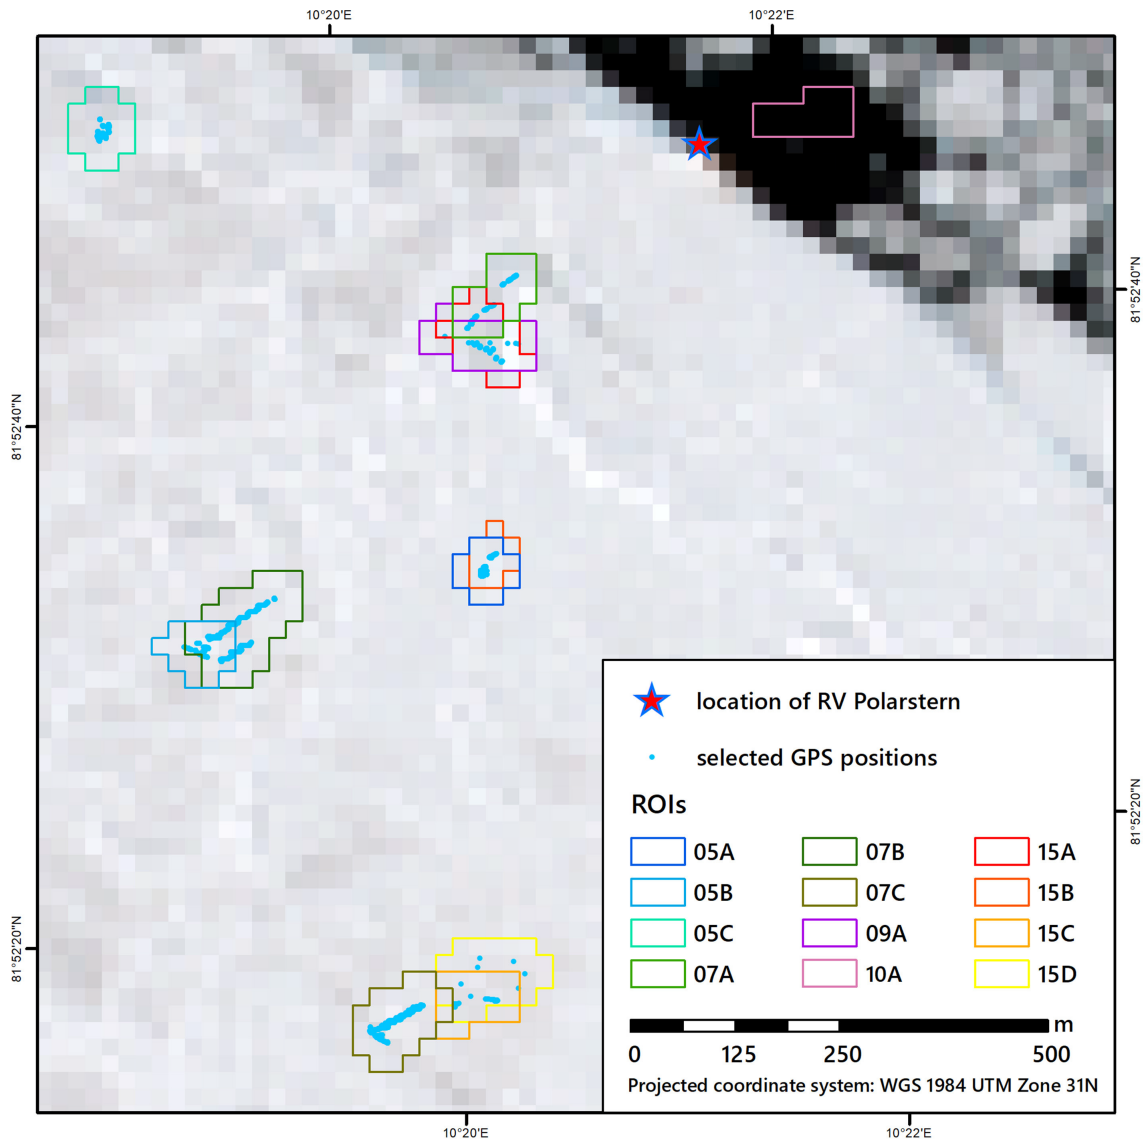 10°20'E 10°22'E
81°52'40"N
81°52'40"N
location of RV Polarstern
selected GPS positions
ROIs
81°52'20"N
05A 07B 15A
05B 07C 15B
05C 09A 15C
81°52'20"N
07A 10A 15D
m
0 125 250 500
Projected coordinate system: WGS 1984 UTM Zone 31N
10°20'E 10°22'E